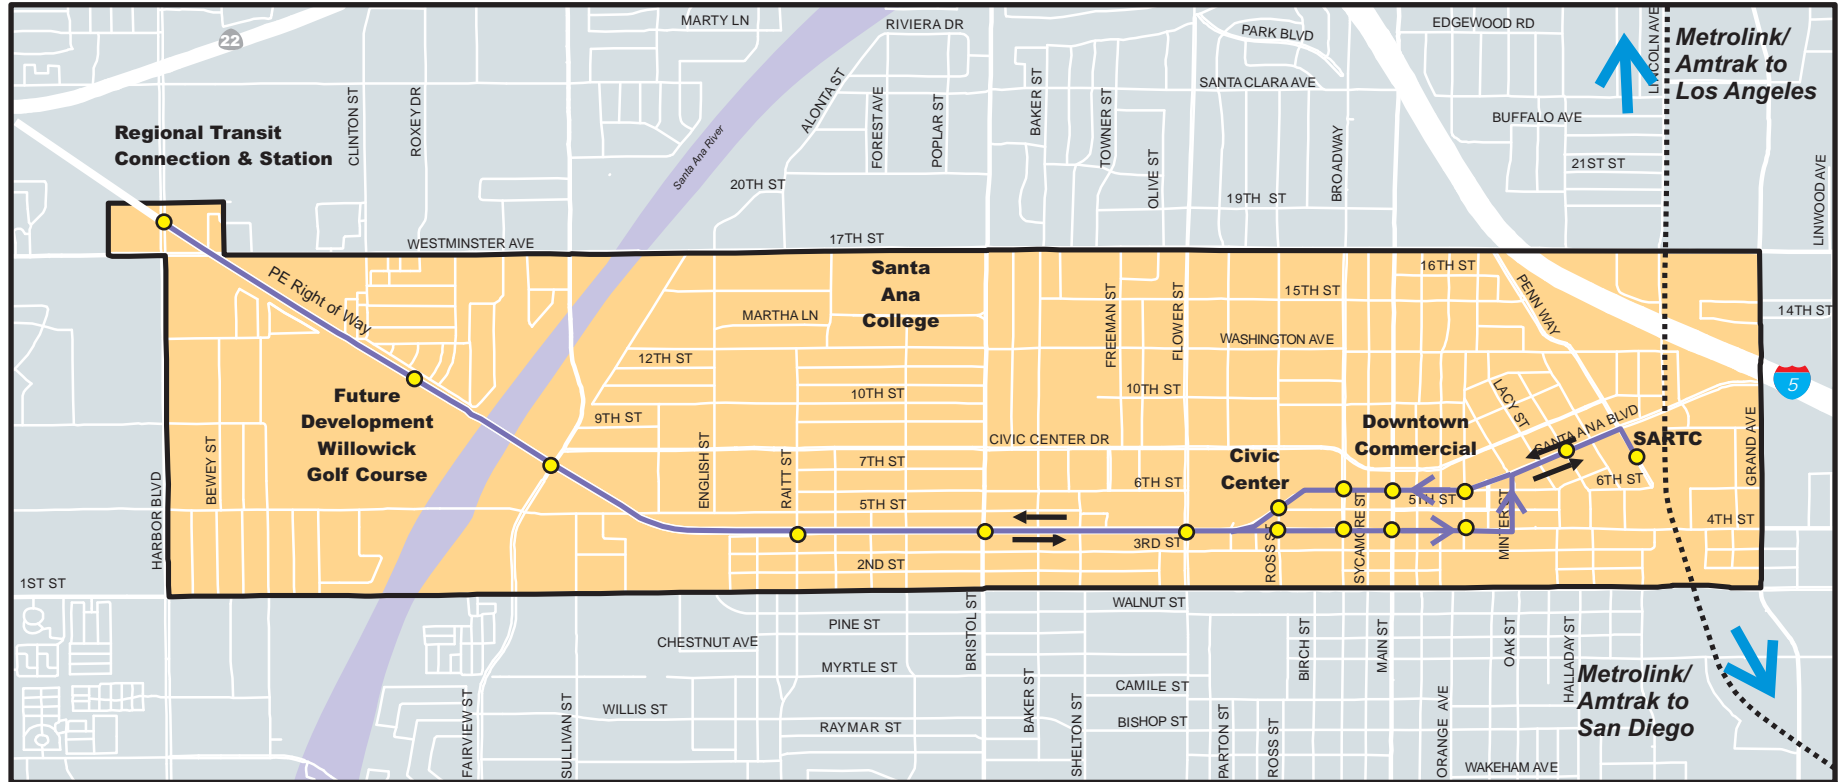 MARTY LN
RIVIERA DR
EDGEWOOD RD
PARK BLVD
LINCOLN AVE
Metrolink/
Amtrak to
Los Angeles
22
SANTA CLARA AVE
BUFFALO AVE
21ST ST
Regional Transit
Connection & Station
CLINTON ST
ROXEY DR
Santa Ana River
ALONTA ST
FOREST AVE
POPLAR ST
BAKER ST
TOWNER ST
OLIVE ST
BROADWAY
LINWOOD AVE
20TH ST
19TH ST
WESTMINSTER AVE
17TH ST
16TH ST
PE Right of Way
Santa
Ana
College
MARTHA LN
15TH ST
14TH ST
FREEMAN ST
FLOWER ST
PENN WAY
WASHINGTON AVE
12TH ST
10TH ST
10TH ST
5
Future
Development
Willowick
Golf Course
9TH ST
LACY ST
SANTA ANA BLVD
SARTC
GRAND AVE
Downtown
Commercial
CIVIC CENTER DR
Civic
Center
HARBOR BLVD
BEWEY ST
ENGLISH ST
RAITT ST
7TH ST
6TH ST
6TH ST
5TH ST
5TH ST
4TH ST
3RD ST
2ND ST
ROSS ST
SYCAMORE ST
MINTER ST
1ST ST
WALNUT ST
PINE ST
CHESTNUT AVE
BRISTOL ST
BIRCH ST
MAIN ST
OAK ST
HALLADAY ST
MYRTLE ST
CAMILE ST
Metrolink/
Amtrak to
San Diego
FAIRVIEW ST
SULLIVAN ST
WILLIS ST
RAYMAR ST
BAKER ST
SHELTON ST
BISHOP ST
PARTON ST
ROSS ST
ORANGE AVE
WAKEHAM AVE